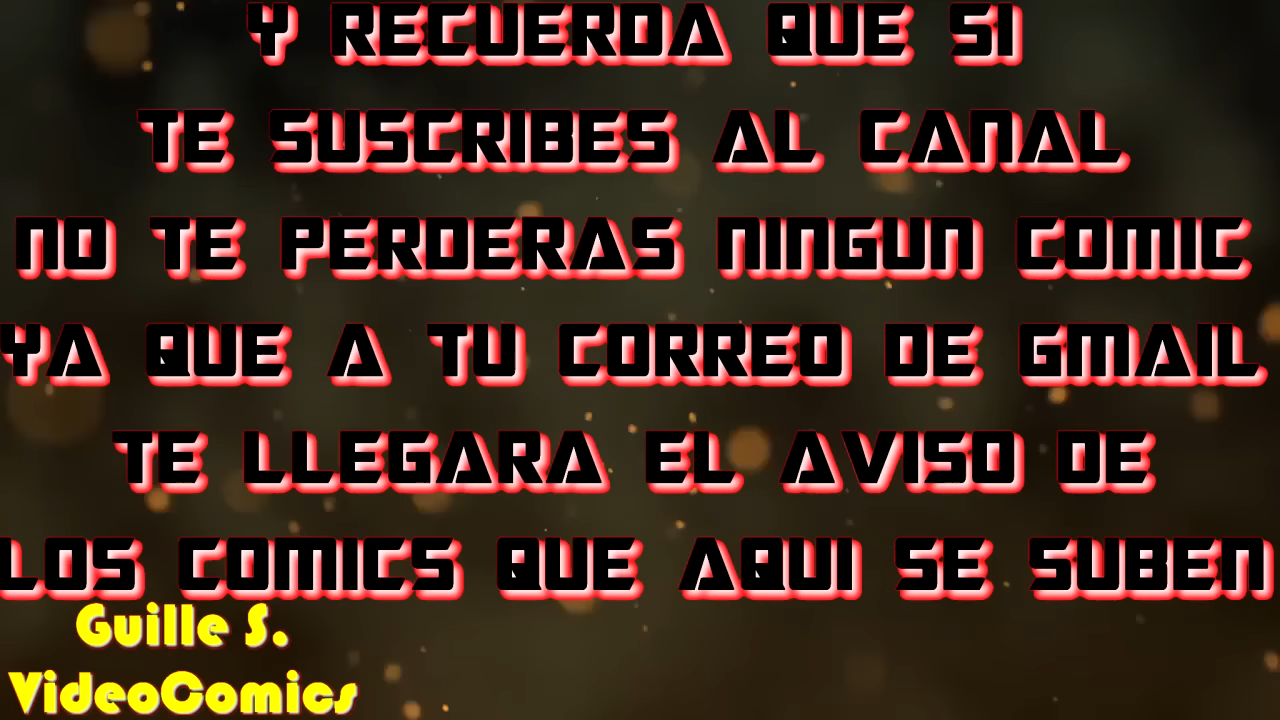 Y RECUERDA QUE SI
TE SUSCRIBES AL CANAL
NO TE PERDERAS NINGUN COMIC
YA QUE A TU CORREO DE GMAIL
TE LLEGARA EL AVISO DE
LOS COMICS QUE AQUI SE SUBEN
Guille S.
VideoComics